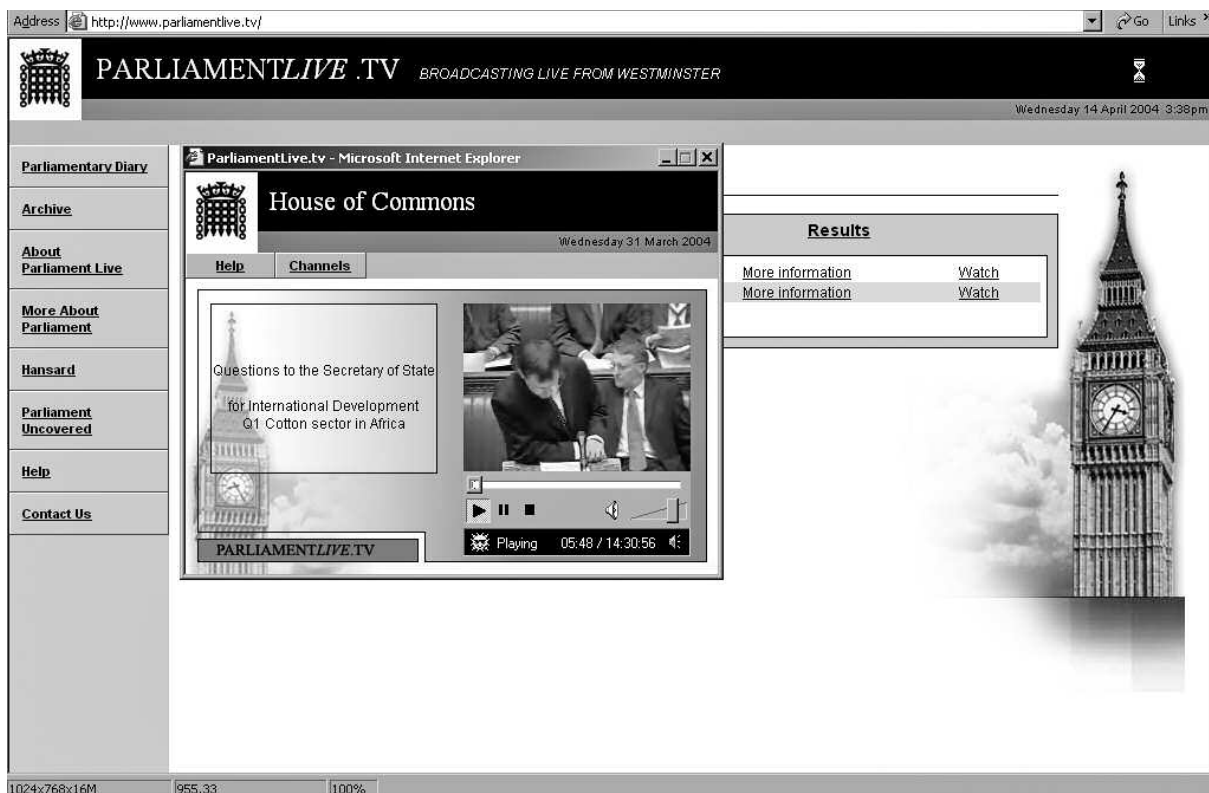 Address http://www.parliamentlive.tv/ Go Links
PARLIAMENTLIVE .TV BROADCASTING LIVE FROM WESTMINSTER
Wednesday 14 April 2004 3:38pm
Parliamentary Diary
Archive
About
Parliament Live
More About
Parliament
Hansard
Parliament
Uncovered
Help
Contact Us
ParliamentLive.tv - Microsoft Internet Explorer
House of Commons
Wednesday 31 March 2004
Help Channels
Questions to the Secretary of State
for International Development
Q1 Cotton sector in Africa
PARLIAMENTLIVE.TV
Playing 05:48 / 14:30:56
Results
More information Watch
More information Watch
1024x768x16M 955,33 100%